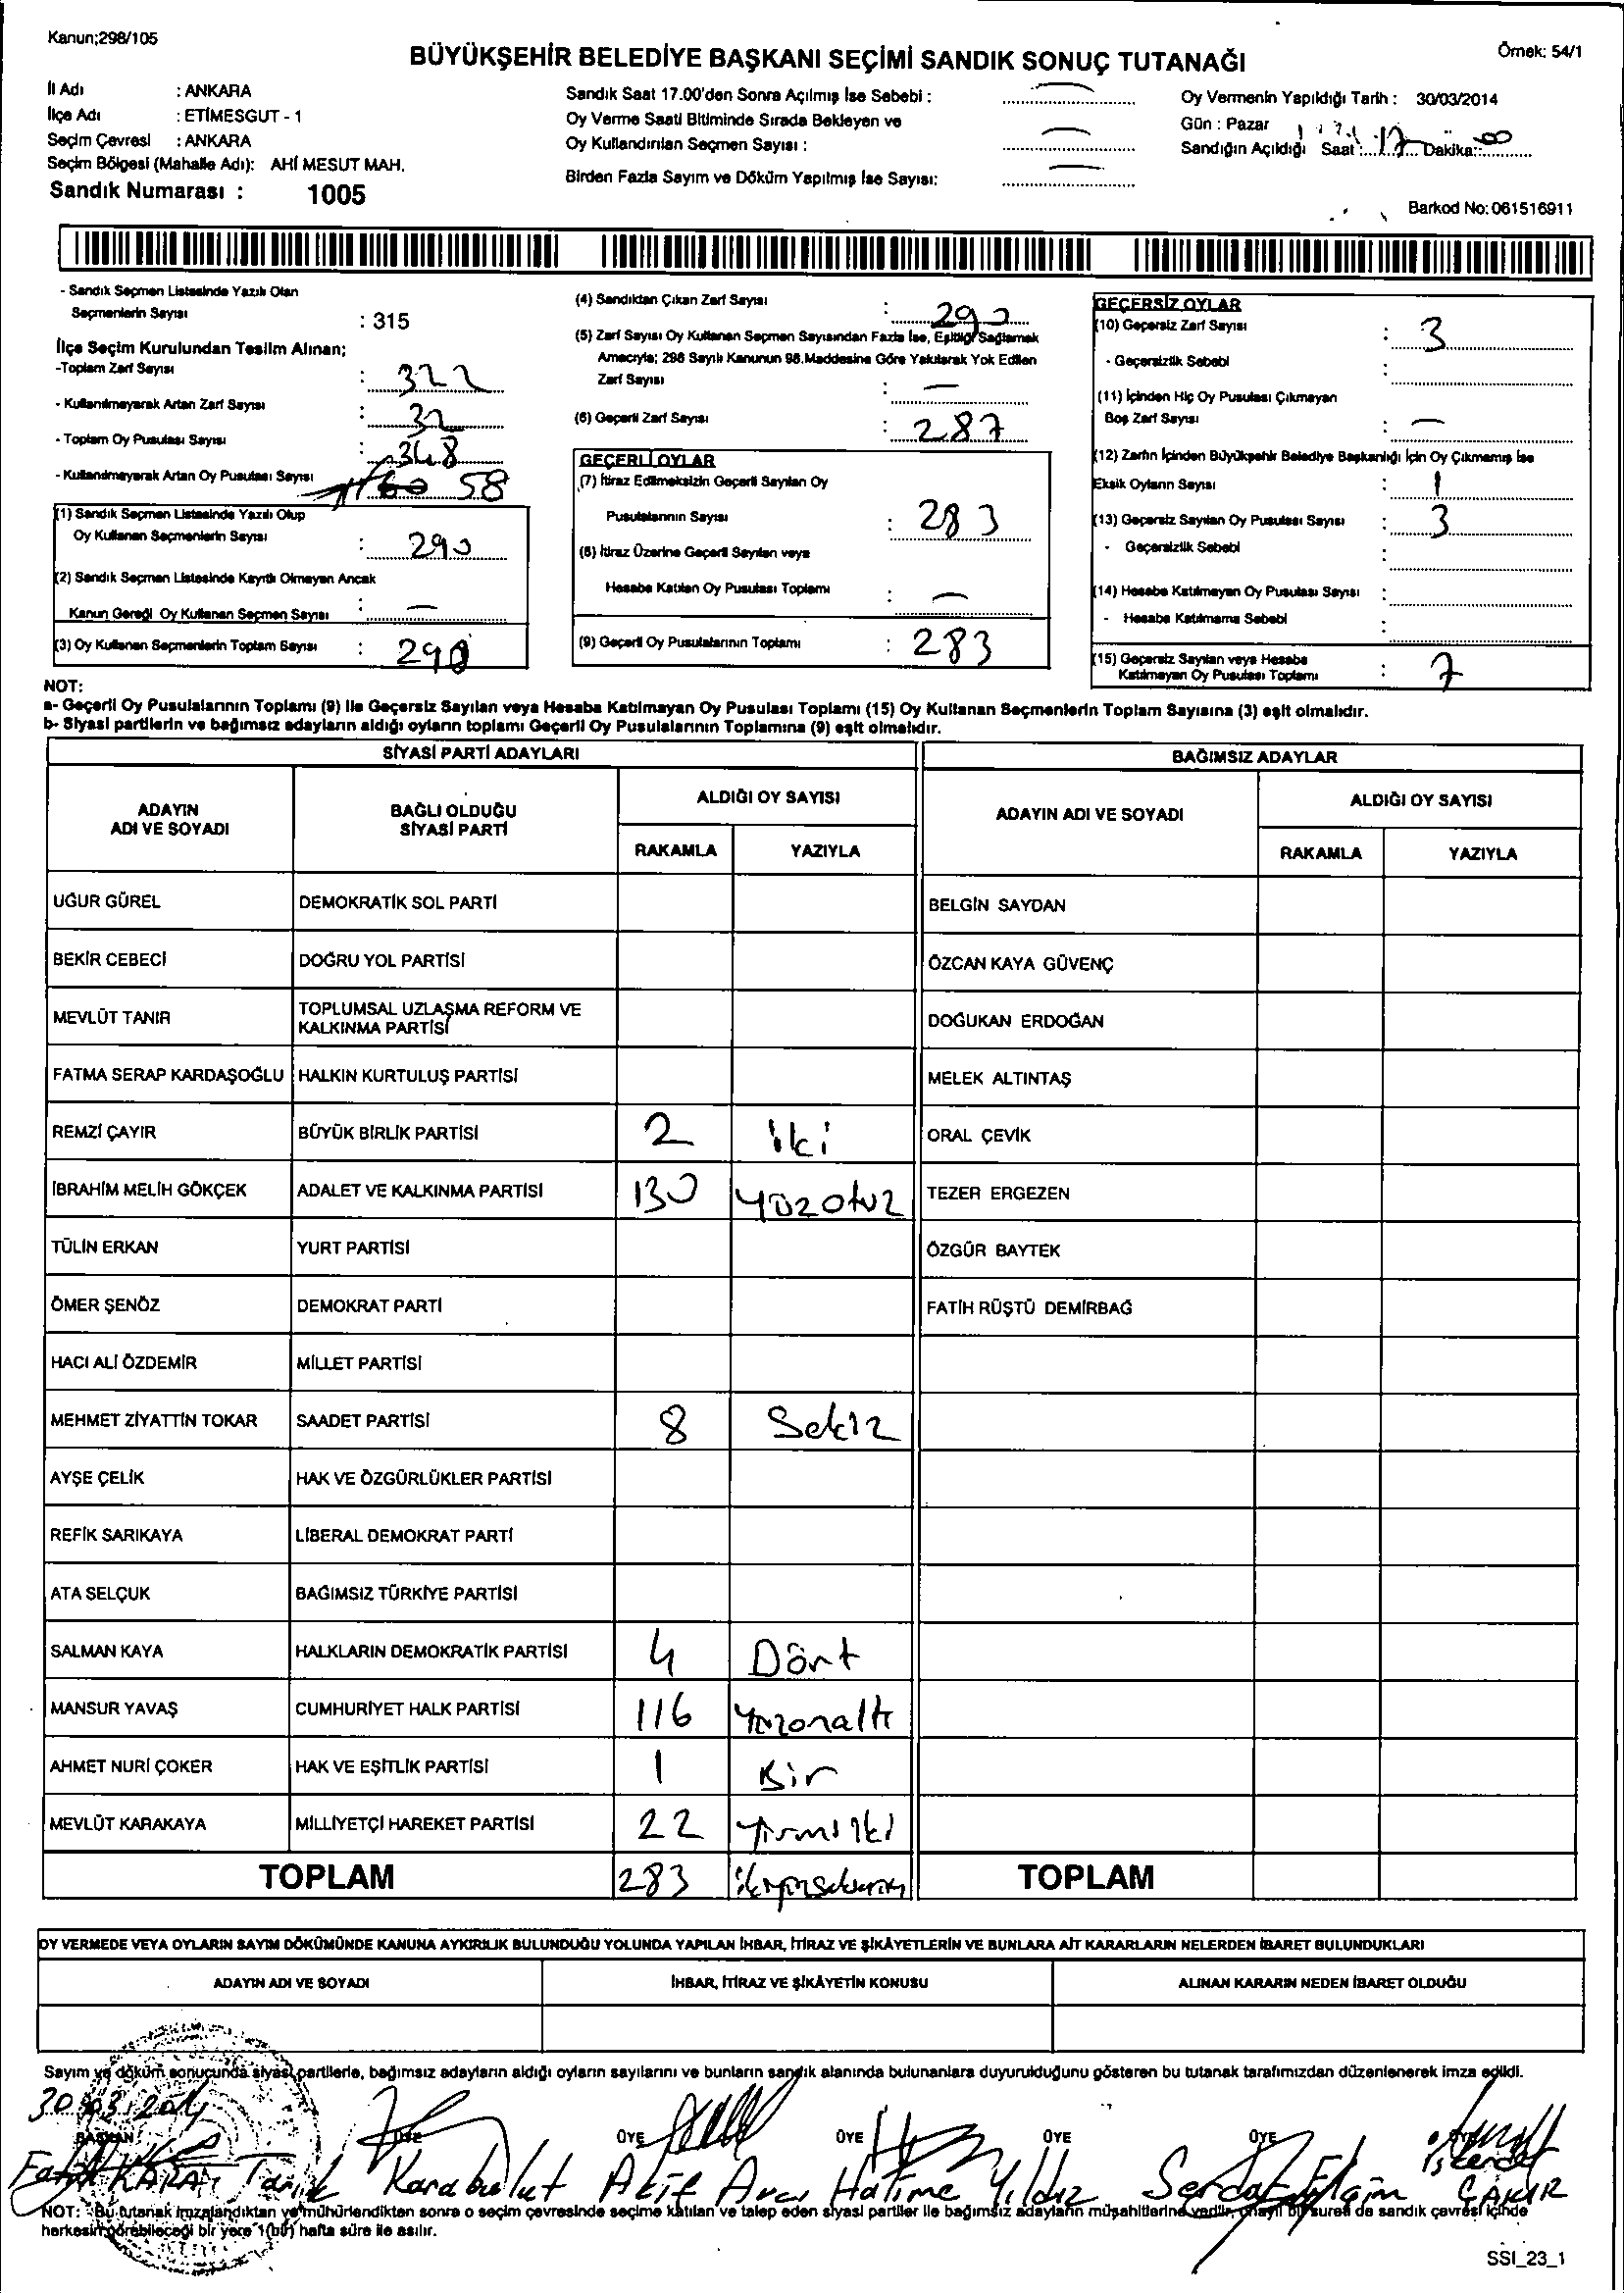 Kanun;298/105
BÜYÜKŞEHİR BELEDİYE BAŞKANI SEÇİMİ SANDIK SONUÇ TUTANAĞI
Örnek: 54/1
İl Adı : ANKARA
İlçe Adı : ETİMESGUT - 1
Seçim Çevresi : ANKARA
Seçim Bölgesi (Mahalle Adı): AHİ MESUT MAH.
Sandık Numarası : 1005
Sandık Saat 17.00'den Sonra Açılmış İse Sebebi : —
Oy Verme Saati Bitiminde Sırada Bekleyen ve
Oy Kullandırılan Seçmen Sayısı : —
Birden Fazla Sayım ve Döküm Yapılmış İse Sayısı: —
Oy Vermenin Yapıldığı Tarih : 30/03/2014
Gün : Pazar
Sandığın Açıldığı Saat : 17 Dakika: 00
Barkod No: 061516911
- Sandık Seçmen Listesinde Yazılı Olan
Seçmenlerin Sayısı : 315
İlçe Seçim Kurulundan Teslim Alınan;
-Toplam Zarf Sayısı : 322
- Kullanılmayarak Artan Zarf Sayısı : 32
- Toplam Oy Pusulası Sayısı : 348
- Kullanılmayarak Artan Oy Pusulası Sayısı : 58
(1) Sandık Seçmen Listesinde Yazılı Olup
Oy Kullanan Seçmenlerin Sayısı : 290
(2) Sandık Seçmen Listesinde Kayıtlı Olmayan Ancak
Kanun Gereği Oy Kullanan Seçmen Sayısı : —
(3) Oy Kullanan Seçmenlerin Toplam Sayısı : 290
(4) Sandıktan Çıkan Zarf Sayısı : 290
(5) Zarf Sayısı Oy Kullanan Seçmen Sayısından Fazla İse, Eşitliği Sağlamak
Amacıyla; 298 Sayılı Kanunun 98.Maddesine Göre Yakılarak Yok Edilen
Zarf Sayısı : —
(6) Geçerli Zarf Sayısı : 287
GEÇERLİ OYLAR
(7) İtiraz Edilmeksizin Geçerli Sayılan Oy
Pusulalarının Sayısı : 283
(8) İtiraz Üzerine Geçerli Sayılan veya
Hesaba Katılan Oy Pusulası Toplamı : —
(9) Geçerli Oy Pusulalarının Toplamı : 283
GEÇERSİZ OYLAR
(10) Geçersiz Zarf Sayısı : 3
- Geçersizlik Sebebi :
(11) İçinden Hiç Oy Pusulası Çıkmayan
Boş Zarf Sayısı : —
(12) Zarfın İçinden Büyükşehir Belediye Başkanlığı İçin Oy Çıkmamış İse
Eksik Oyların Sayısı : 1
(13) Geçersiz Sayılan Oy Pusulası Sayısı : 3
- Geçersizlik Sebebi :
(14) Hesaba Katılmayan Oy Pusulası Sayısı :
- Hesaba Katılmama Sebebi :
(15) Geçersiz Sayılan veya Hesaba
Katılmayan Oy Pusulası Toplamı : 7
NOT:
a- Geçerli Oy Pusulalarının Toplamı (9) ile Geçersiz Sayılan veya Hesaba Katılmayan Oy Pusulası Toplamı (15) Oy Kullanan Seçmenlerin Toplam Sayısına (3) eşit olmalıdır.
b- Siyasi partilerin ve bağımsız adayların aldığı oyların toplamı Geçerli Oy Pusulalarının Toplamına (9) eşit olmalıdır.
SİYASİ PARTİ ADAYLARI BAĞIMSIZ ADAYLAR
ADAYIN ADI VE SOYADI BAĞLI OLDUĞU SİYASİ PARTİ ALDIĞI OY SAYISI ADAYIN ADI VE SOYADI ALDIĞI OY SAYISI
RAKAMLA YAZIYLA RAKAMLA YAZIYLA
UĞUR GÜREL DEMOKRATİK SOL PARTİ BELGİN SAYDAN
BEKİR CEBECİ DOĞRU YOL PARTİSİ ÖZCAN KAYA GÜVENÇ
MEVLÜT TANIR TOPLUMSAL UZLAŞMA REFORM VE KALKINMA PARTİSİ DOĞUKAN ERDOĞAN
FATMA SERAP KARDAŞOĞLU HALKIN KURTULUŞ PARTİSİ MELEK ALTINTAŞ
REMZİ ÇAYIR BÜYÜK BİRLİK PARTİSİ 2 iki ORAL ÇEVİK
İBRAHİM MELİH GÖKÇEK ADALET VE KALKINMA PARTİSİ 130 Yüzotuz TEZER ERGEZEN
TÜLİN ERKAN YURT PARTİSİ ÖZGÜR BAYTEK
ÖMER ŞENÖZ DEMOKRAT PARTİ FATİH RÜŞTÜ DEMİRBAĞ
HACI ALİ ÖZDEMİR MİLLET PARTİSİ
MEHMET ZİYATTİN TOKAR SAADET PARTİSİ 8 Sekiz
AYŞE ÇELİK HAK VE ÖZGÜRLÜKLER PARTİSİ
REFİK SARIKAYA LİBERAL DEMOKRAT PARTİ
ATA SELÇUK BAĞIMSIZ TÜRKİYE PARTİSİ
SALMAN KAYA HALKLARIN DEMOKRATİK PARTİSİ 4 Dört
MANSUR YAVAŞ CUMHURİYET HALK PARTİSİ 116 Yüzonaltı
AHMET NURİ ÇOKER HAK VE EŞİTLİK PARTİSİ 1 Bir
MEVLÜT KARAKAYA MİLLİYETÇİ HAREKET PARTİSİ 22 Yirmi iki
TOPLAM 283 TOPLAM
OY VERMEDE VEYA OYLARIN SAYIM DÖKÜMÜNDE KANUNA AYKIRILIK BULUNDUĞU YOLUNDA YAPILAN İHBAR, İTİRAZ VE ŞİKÂYETLERİN VE BUNLARA AİT KARARLARIN NELERDEN İBARET BULUNDUKLARI
ADAYIN ADI VE SOYADI İHBAR, İTİRAZ VE ŞİKÂYETİN KONUSU ALINAN KARARIN NEDEN İBARET OLDUĞU
Sayım ve döküm sonucunda siyasi partilerle, bağımsız adayların aldığı oyların sayılarını ve bunların sandık alanında bulunanlara duyurulduğunu gösteren bu tutanak tarafımızdan düzenlenerek imza edildi.
30.03.2014
BAŞKAN ÜYE ÜYE ÜYE ÜYE ÜYE ÜYE
Fatih KARA Tarık Karabulut Akif Avcı Hatime Yıldız Serdar İskender ÇAKIR
NOT: Bu tutanak imzalandıktan ve mühürlendikten sonra o seçim çevresinde seçime katılan ve talep eden siyasi partiler ile bağımsız adayların müşahitlerine verilir, onaylı bir sureti de sandık çevresi içinde
herkesin görebileceği bir yere 1(bir) hafta süre ile asılır.
SSI_23_1